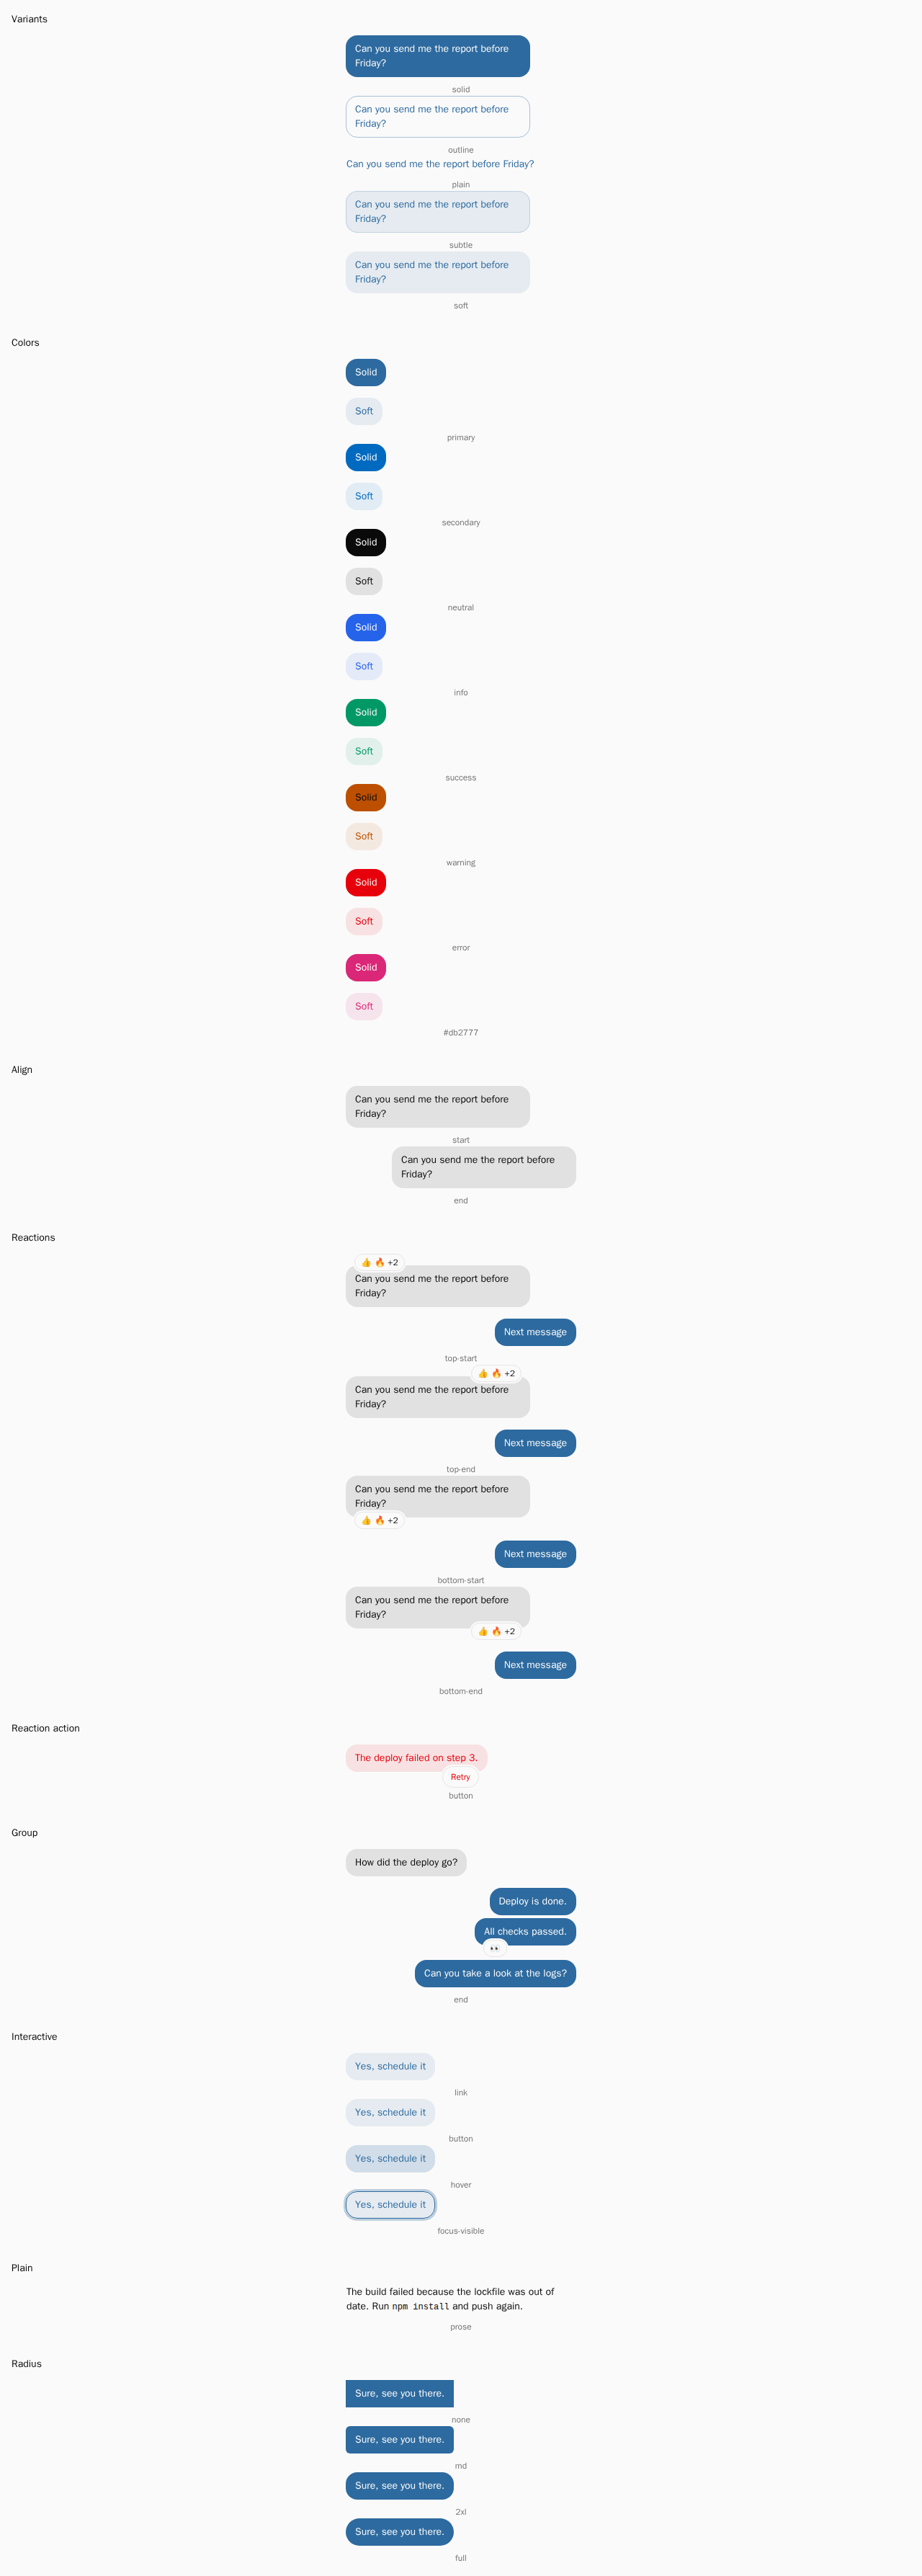 Variants
Can you send me the report before
Friday?
solid
Can you send me the report before
Friday?
outline
Can you send me the report before Friday?
plain
Can you send me the report before
Friday?
subtle
Can you send me the report before
Friday?
soft
Colors
Solid
Soft
primary
Solid
Soft
secondary
Solid
Soft
neutral
Solid
Soft
info
Solid
Soft
success
Solid
Soft
warning
Solid
Soft
error
Solid
Soft
#db2777
Align
Can you send me the report before
Friday?
start
Can you send me the report before
Friday?
end
Reactions
👍 🔥 +2
Can you send me the report before
Friday?
Next message
top-start
👍 🔥 +2
Can you send me the report before
Friday?
Next message
top-end
Can you send me the report before
Friday?
👍 🔥 +2
Next message
bottom-start
Can you send me the report before
Friday?
👍 🔥 +2
Next message
bottom-end
Reaction action
The deploy failed on step 3.
Retry
button
Group
How did the deploy go?
Deploy is done.
All checks passed.
👀
Can you take a look at the logs?
end
Interactive
Yes, schedule it
link
Yes, schedule it
button
Yes, schedule it
hover
Yes, schedule it
focus-visible
Plain
The build failed because the lockfile was out of
date. Run npm install and push again.
prose
Radius
Sure, see you there.
none
Sure, see you there.
md
Sure, see you there.
2xl
Sure, see you there.
full